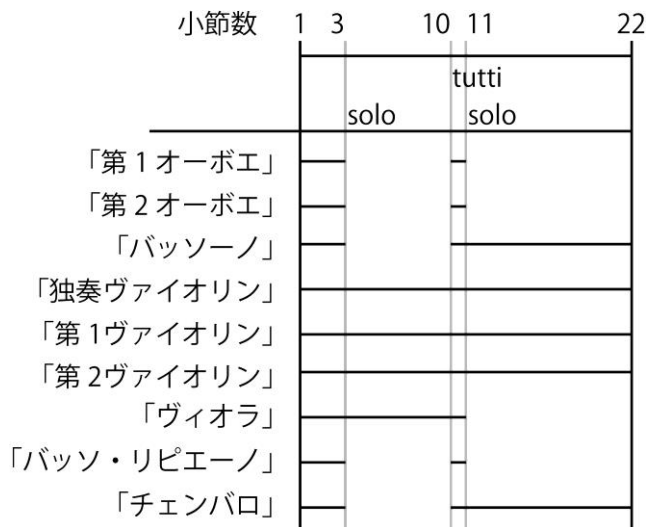 小節数 1 3 10 11 22
tutti
solo solo
「第 1 オーボエ」
「第 2 オーボエ」
「バッソーノ」
「独奏ヴァイオリン」
「第 1ヴァイオリン」
「第 2ヴァイオリン」
「ヴィオラ」
「バッソ・リピエーノ」
「チェンバロ」